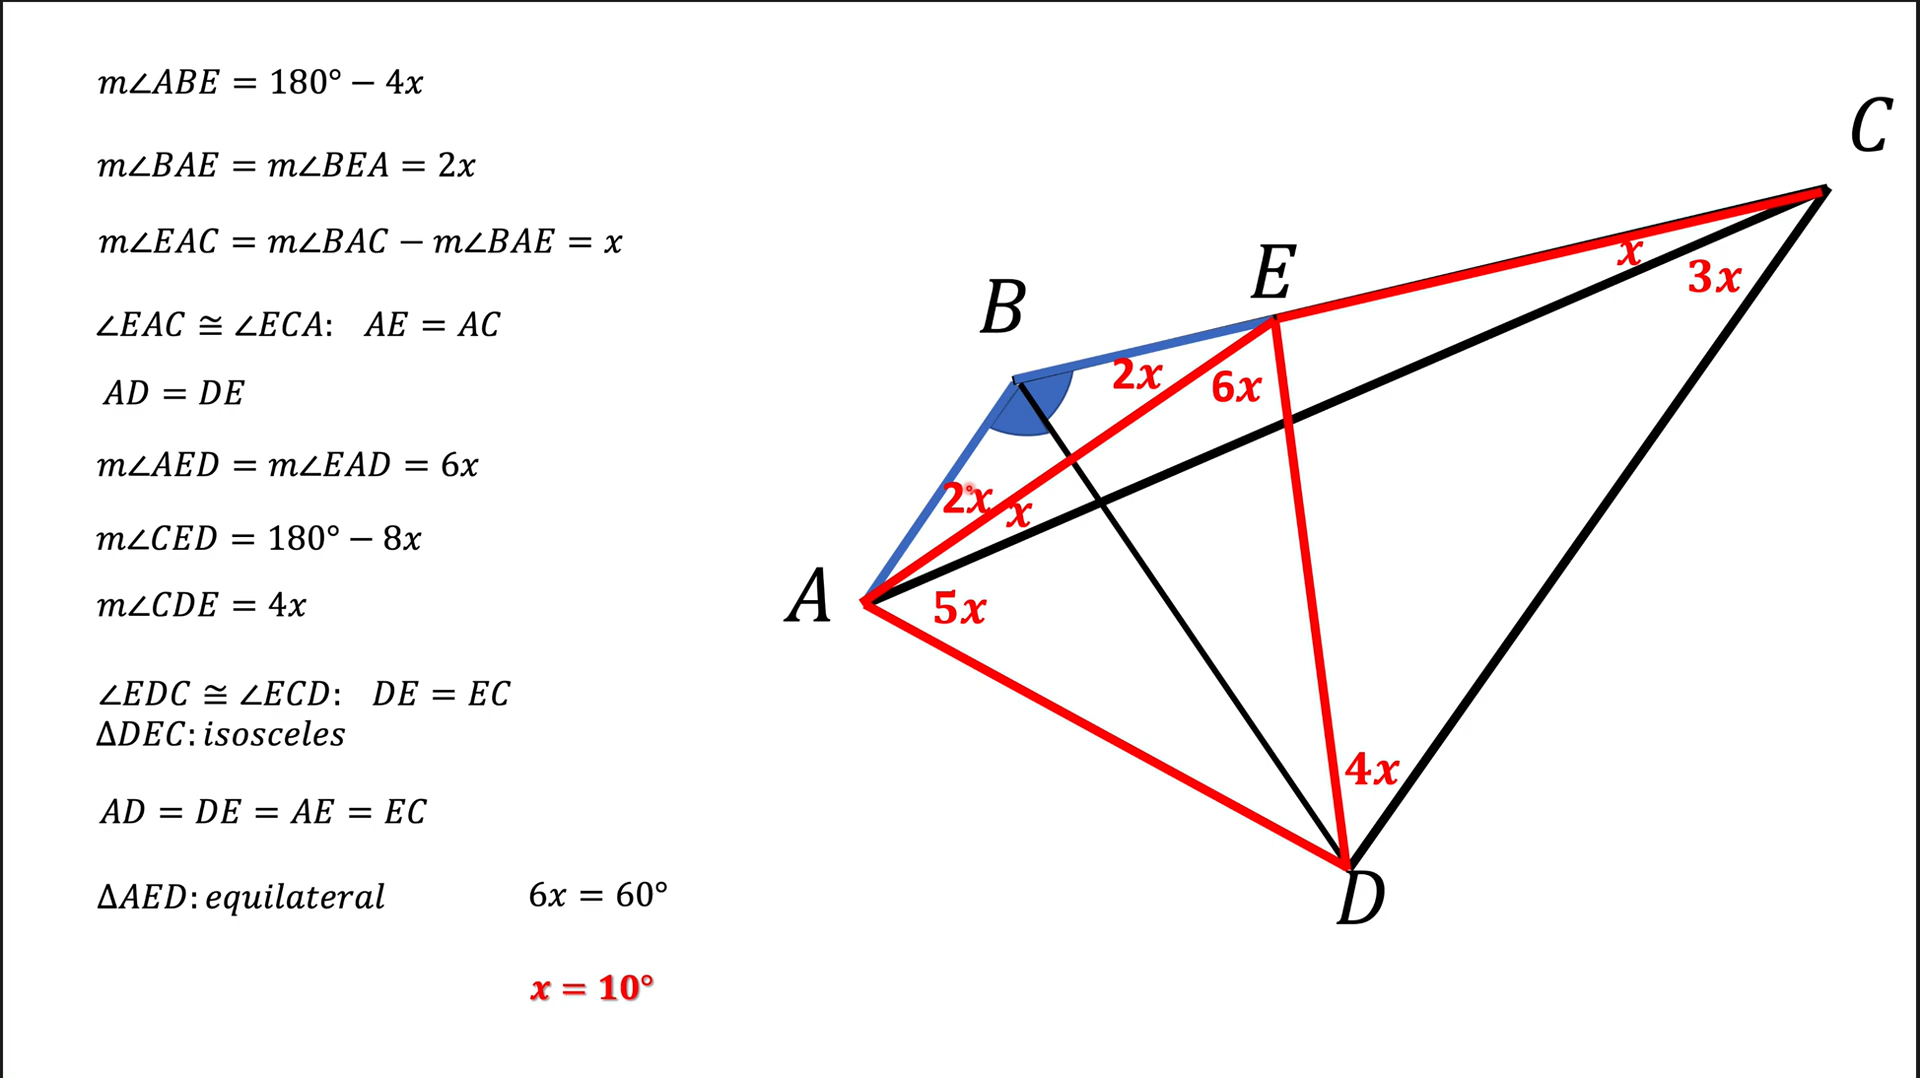 m∠ABE = 180° − 4x
m∠BAE = m∠BEA = 2x
m∠EAC = m∠BAC − m∠BAE = x
∠EAC ≅ ∠ECA: AE = AC
AD = DE
m∠AED = m∠EAD = 6x
m∠CED = 180° − 8x
m∠CDE = 4x
∠EDC ≅ ∠ECD: DE = EC
ΔDEC: isosceles
AD = DE = AE = EC
ΔAED: equilateral 6x = 60°
x = 10°
C
E
B
x
3x
2x
6x
2x
x
A
5x
4x
D